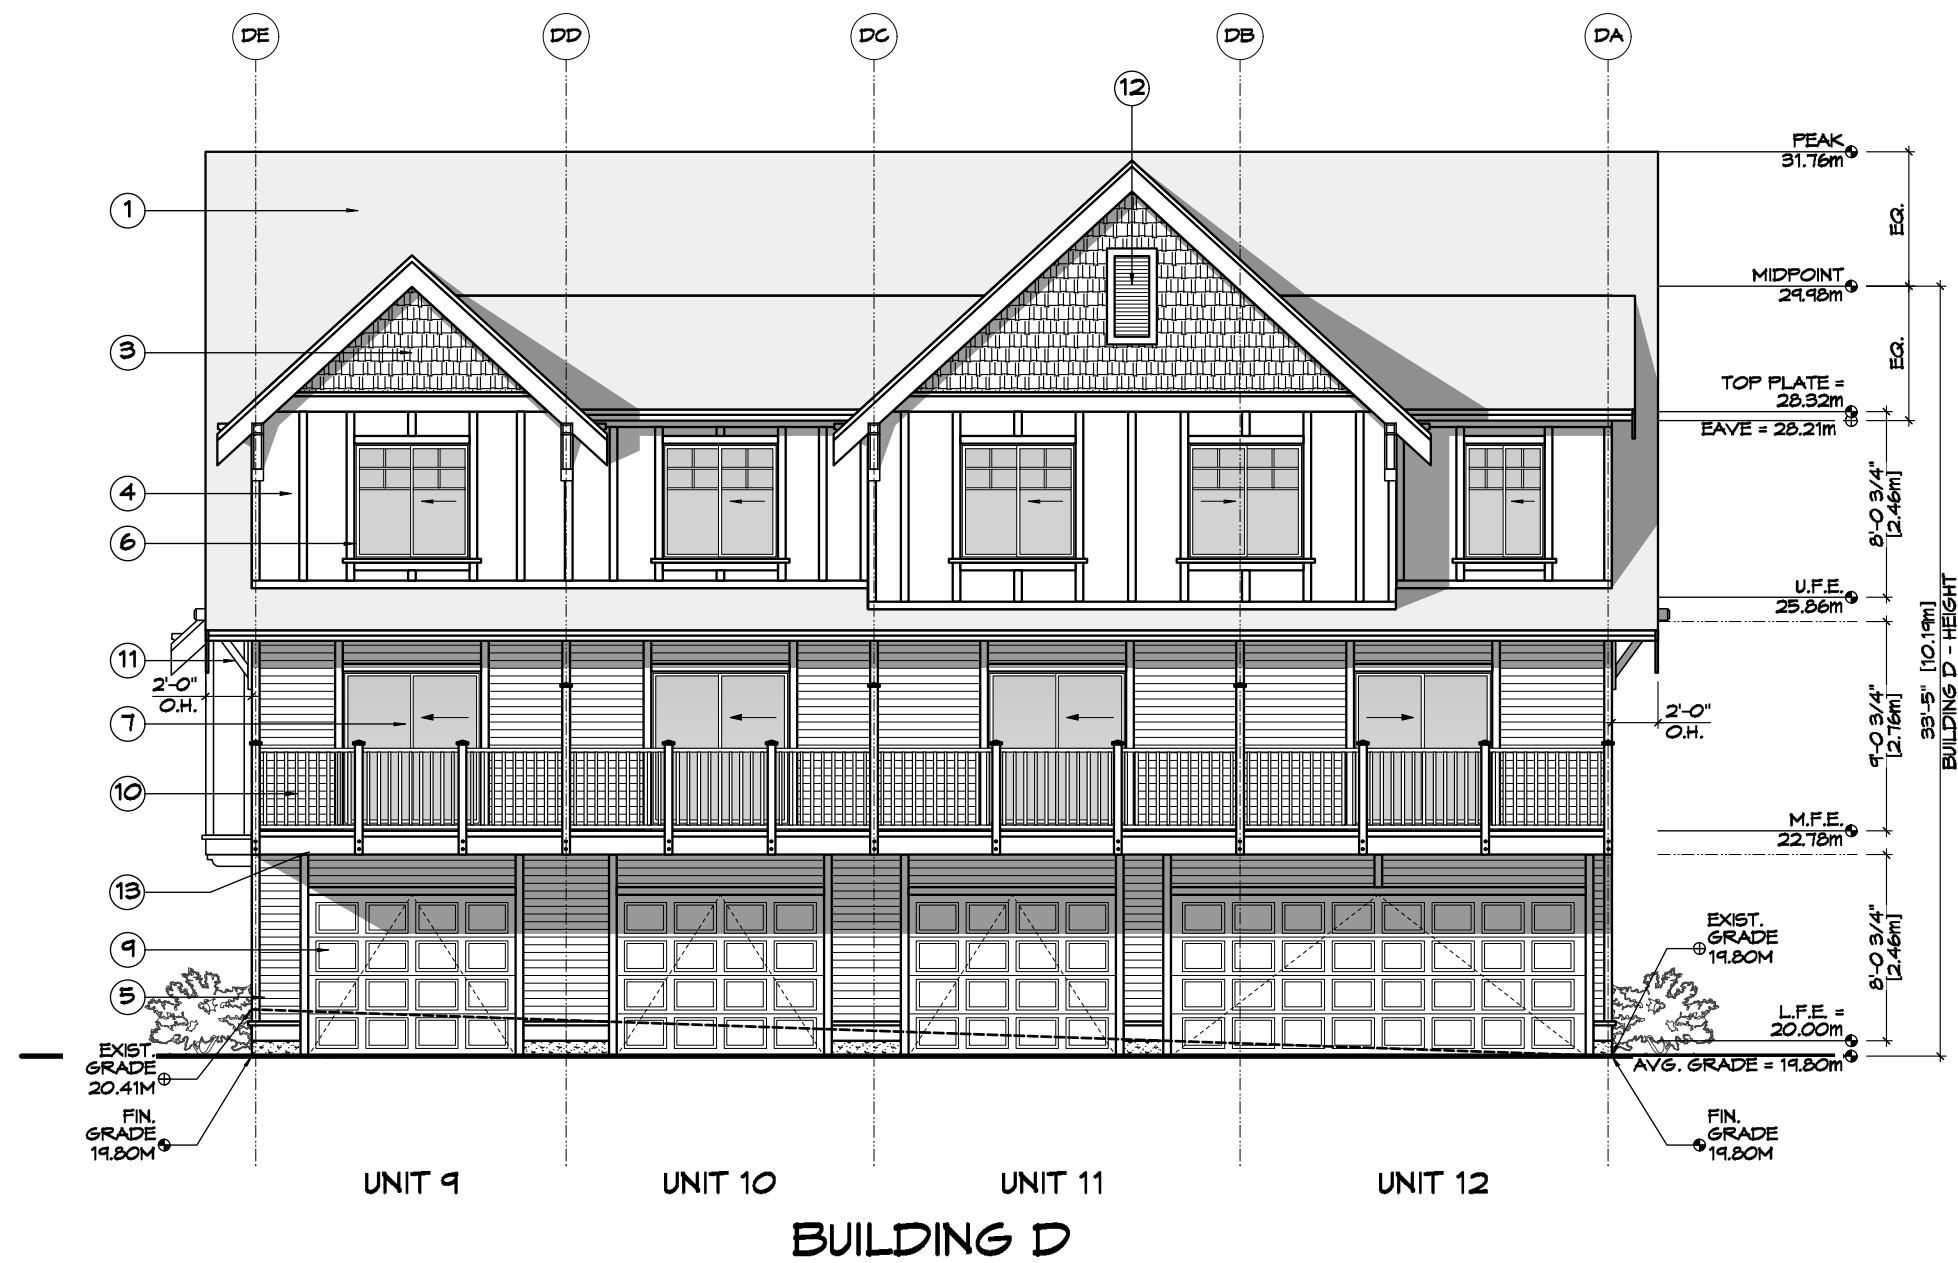 DE
DD
DC
DB
DA
12
PEAK
31.76m
1
EQ.
MIDPOINT
29.98m
3
EQ.
TOP PLATE =
28.32m
EAVE = 28.21m
4
8'-0 3/4"
[2.46m]
6
U.F.E.
25.86m
33'-5" [10.19m]
BUILDING D - HEIGHT
11
2'-0"
O.H.
7
2'-0"
O.H.
9'-0 3/4"
[2.76m]
10
M.F.E.
22.78m
13
9
EXIST.
GRADE
19.80M
8'-0 3/4"
[2.46m]
5
L.F.E. =
20.00m
EXIST.
GRADE
20.41M
AVG. GRADE = 19.80m
FIN.
GRADE
19.80M
FIN.
GRADE
19.80M
UNIT 9
UNIT 10
UNIT 11
UNIT 12
BUILDING D